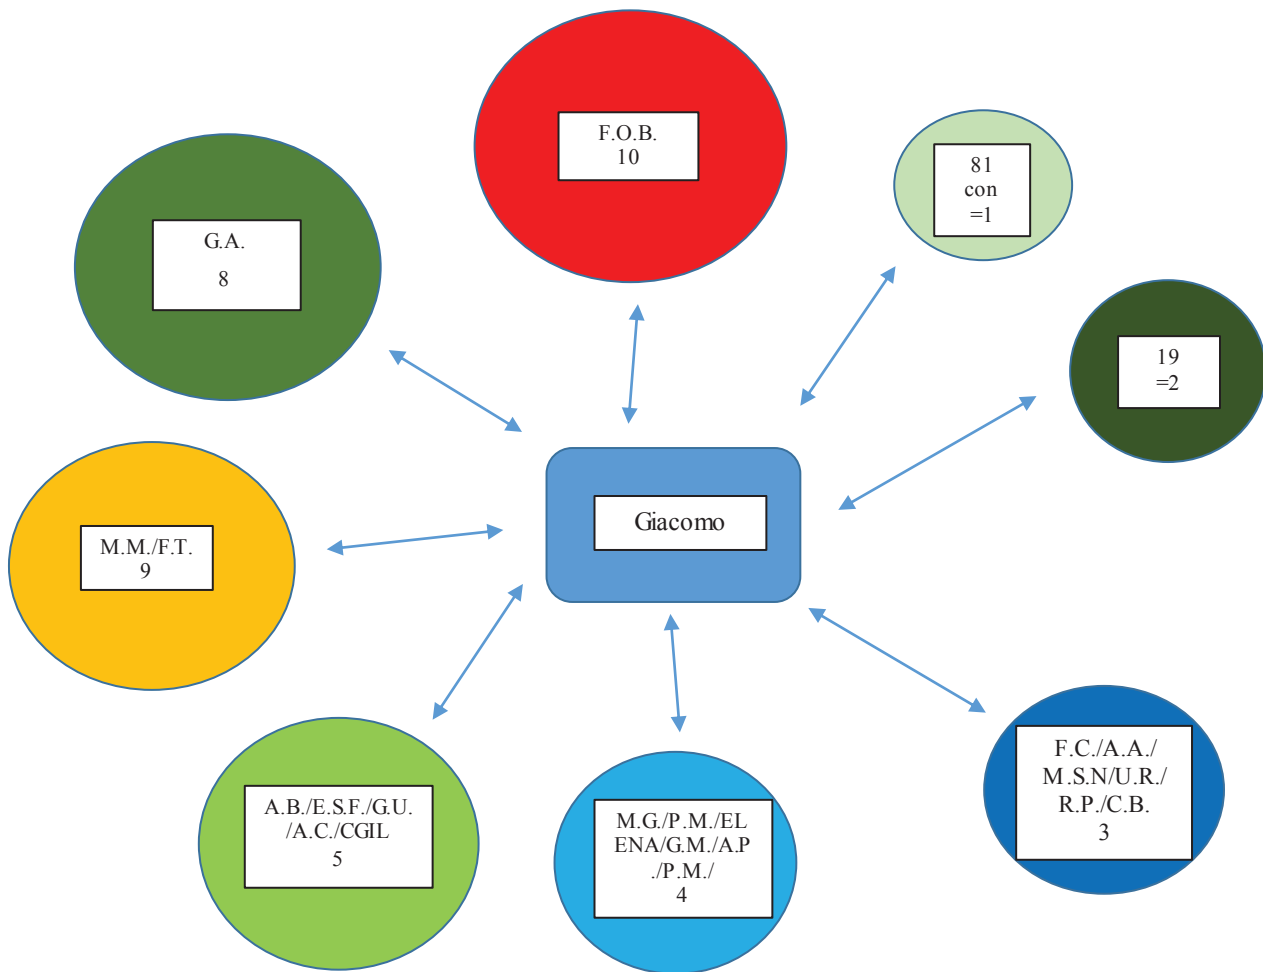 F.O.B.
10
81
con
=1
G.A.
8
19
=2
Giacomo
M.M./F.T.
9
F.C./A.A./
M.S.N/U.R./
R.P./C.B.
3
A.B./E.S.F./G.U.
/A.C./CGIL
5
M.G./P.M./EL
ENA/G.M./A.P
./P.M./
4